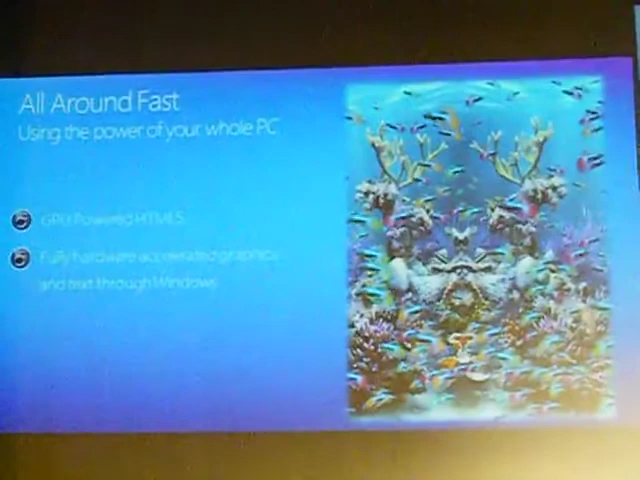 All Around Fast
Using the power of your whole PC
GPU Powered HTML5
Fully hardware accelerated graphics
and text through Windows